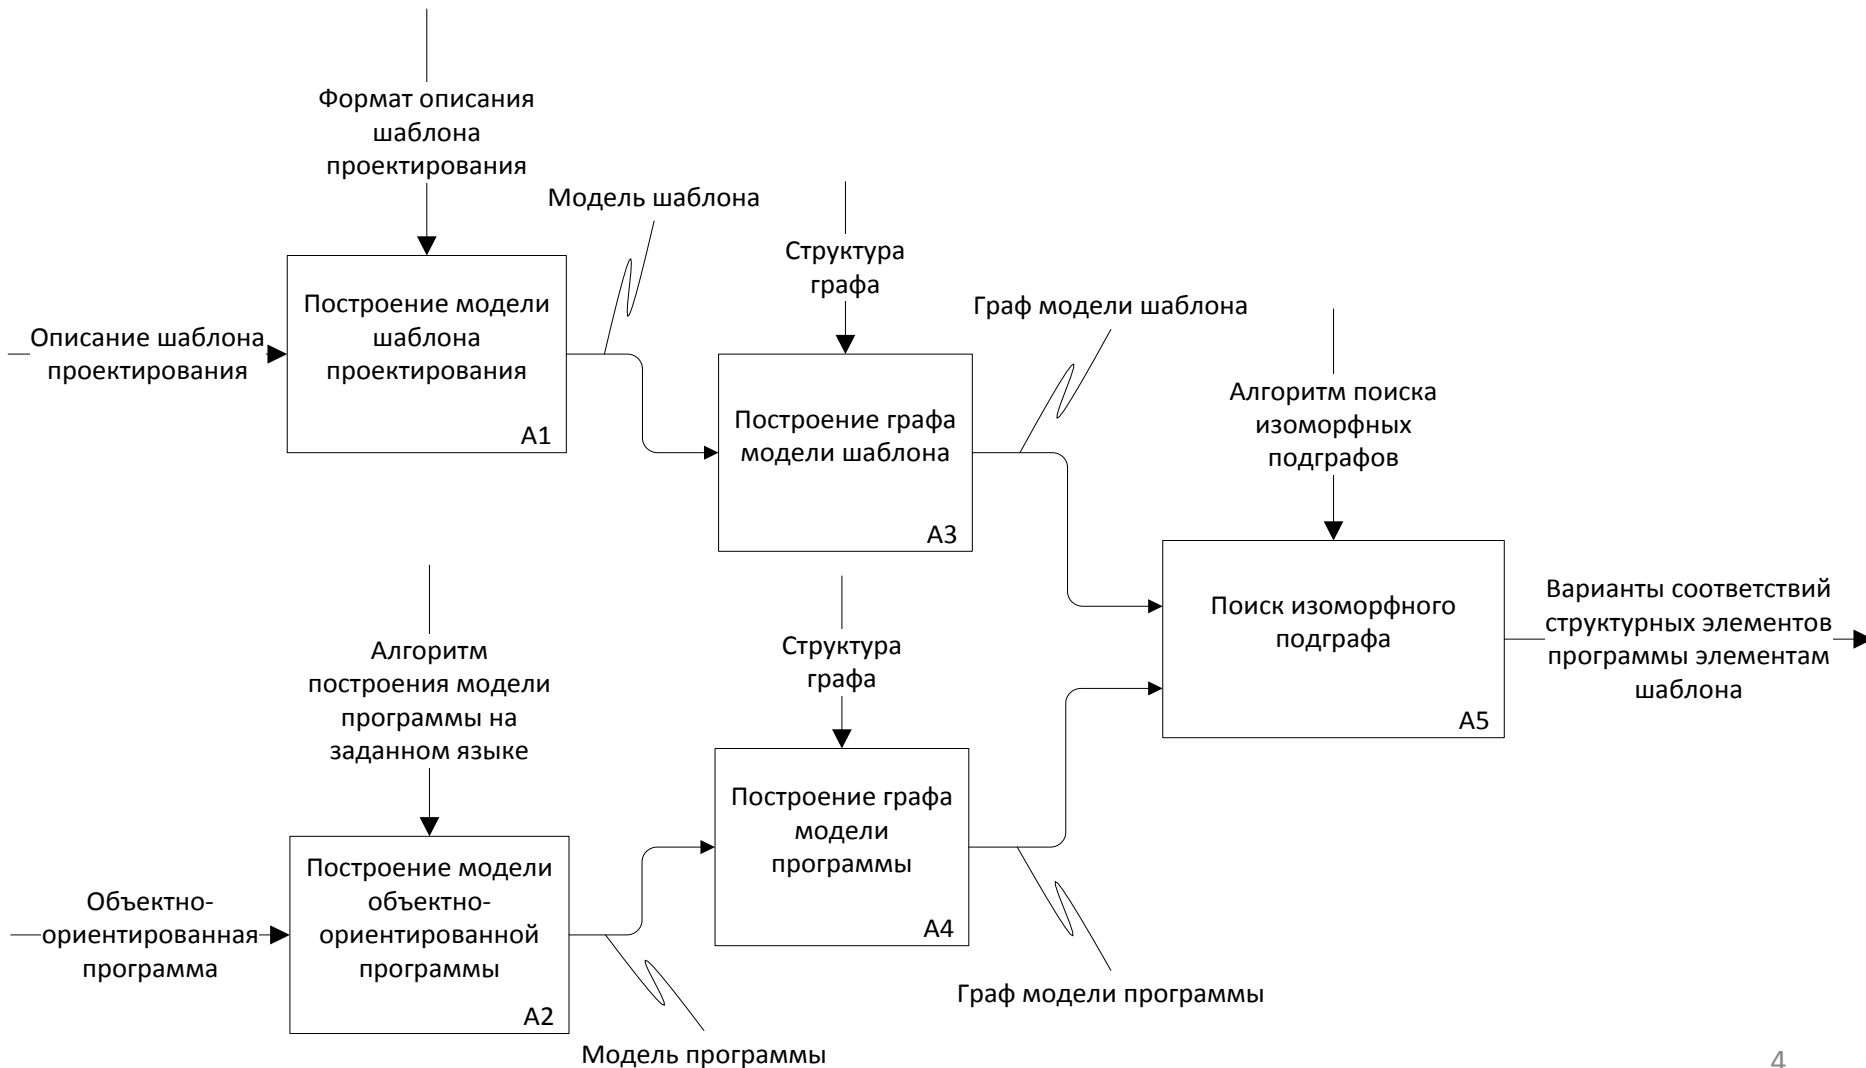 Формат описания
шаблона
проектирования
Модель шаблона
Структура
графа
Построение модели
шаблона
проектирования
A1
Описание шаблона
проектирования
Граф модели шаблона
Построение графа
модели шаблона
A3
Алгоритм поиска
изоморфных
подграфов
Алгоритм
построения модели
программы на
заданном языке
Структура
графа
Поиск изоморфного
подграфа
A5
Варианты соответствий
структурных элементов
программы элементам
шаблона
Построение графа
модели
программы
A4
Объектно-
ориентированная
программа
Построение модели
объектно-
ориентированной
программы
A2
Граф модели программы
Модель программы
4